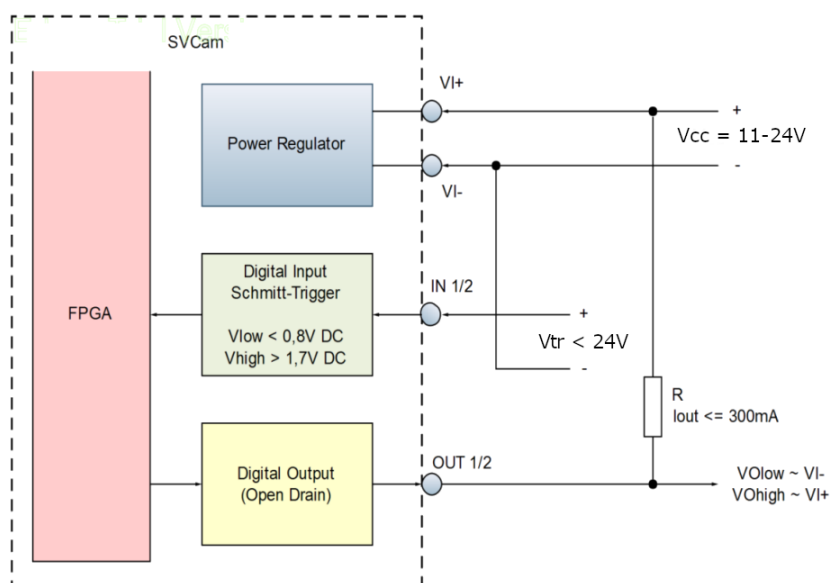 SVCam
VI+
+
Vcc = 11-24V
Power Regulator
-
VI-
Digital Input
Schmitt-Trigger
IN 1/2
FPGA
+
Vlow < 0,8V DC
Vtr < 24V
Vhigh > 1,7V DC
-
R
Iout <= 300mA
OUT 1/2
Digital Output
(Open Drain)
VOlow ~ VI-
VOhigh ~ VI+